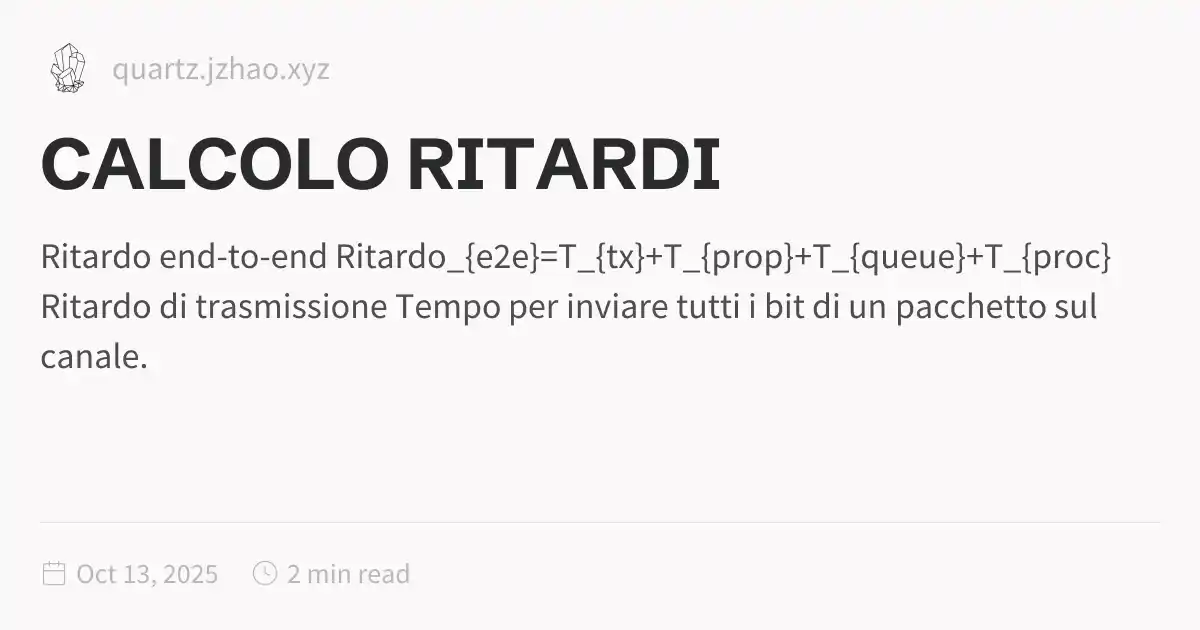 quartz.jzhao.xyz
CALCOLO RITARDI
Ritardo end-to-end Ritardo_{e2e}=T_{tx}+T_{prop}+T_{queue}+T_{proc}
Ritardo di trasmissione Tempo per inviare tutti i bit di un pacchetto sul
canale.
Oct 13, 2025 2 min read